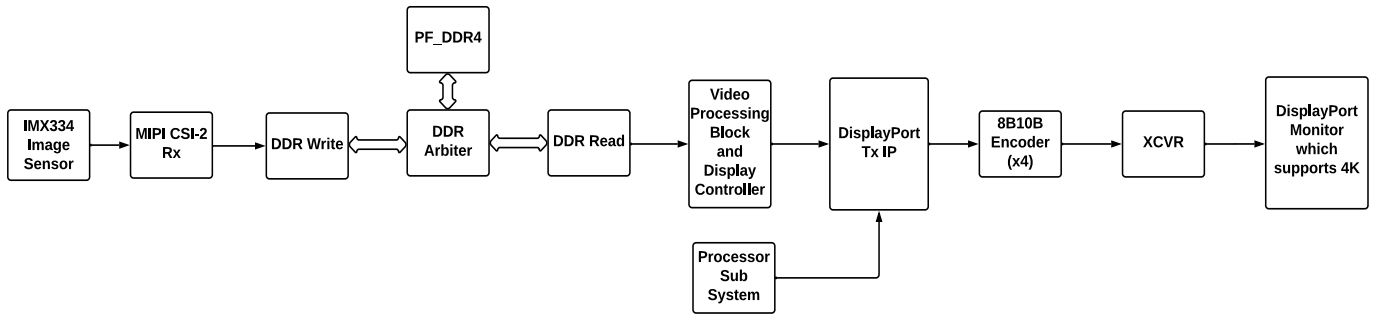 PF_DDR4
IMX334
Image
Sensor
MIPI CSI-2
Rx
DDR Write
DDR
Arbiter
DDR Read
Video
Processing
Block
and
Display
Controller
DisplayPort
Tx IP
8B10B
Encoder
(x4)
XCVR
DisplayPort
Monitor
which
supports 4K
Processor
Sub
System